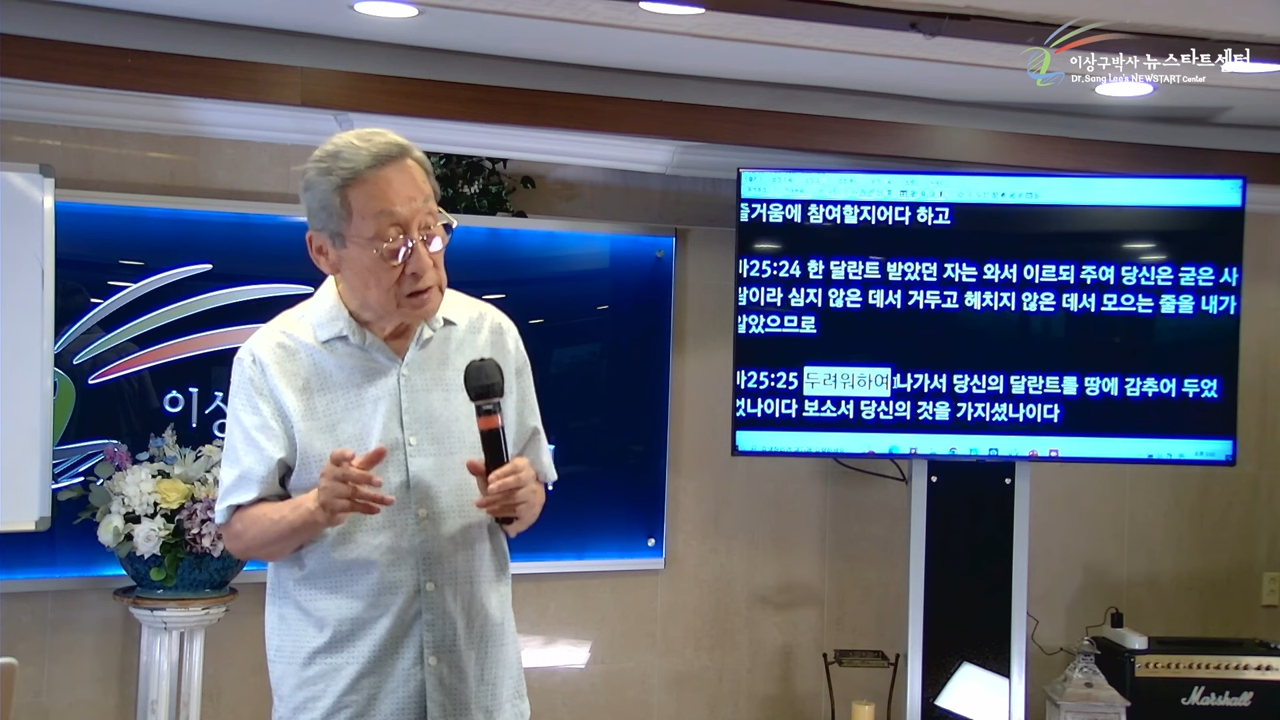 이상구박사 뉴스타트센터
Dr. Sang Lee's NEWSTART Center
즐거움에 참여할지어다 하고
마25:24 한 달란트 받았던 자는 와서 이르되 주여 당신은 굳은 사
람이라 심지 않은 데서 거두고 헤치지 않은 데서 모으는 줄을 내가
알았으므로
마25:25 두려워하여 나가서 당신의 달란트를 땅에 감추어 두었
었나이다 보소서 당신의 것을 가지셨나이다
이상
Marshall